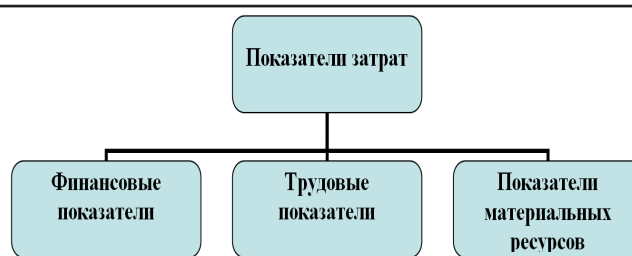 Показатели затрат
Финансовые
показатели
Трудовые
показатели
Показатели
материальных
ресурсов